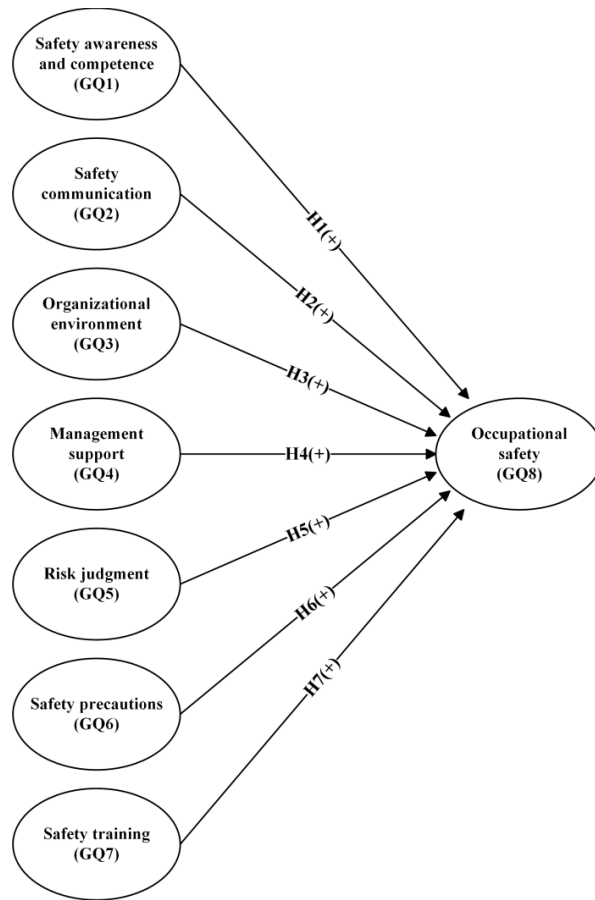 Safety awareness
and competence
(GQ1)
Safety
communication
(GQ2)
Organizational
environment
(GQ3)
Management
support
(GQ4)
Risk judgment
(GQ5)
Safety precautions
(GQ6)
Safety training
(GQ7)
H1(+)
H2(+)
H3(+)
H4(+)
H5(+)
H6(+)
H7(+)
Occupational
safety
(GQ8)